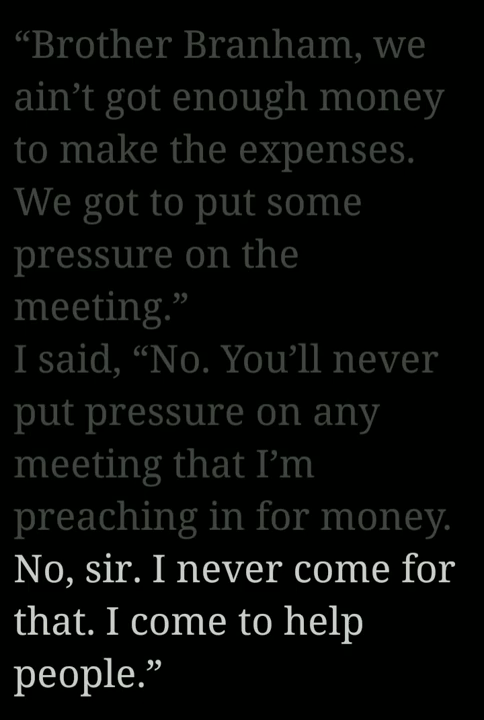 “Brother Branham, we
ain’t got enough money
to make the expenses.
We got to put some
pressure on the
meeting.”
I said, “No. You’ll never
put pressure on any
meeting that I’m
preaching in for money.
No, sir. I never come for
that. I come to help
people.”